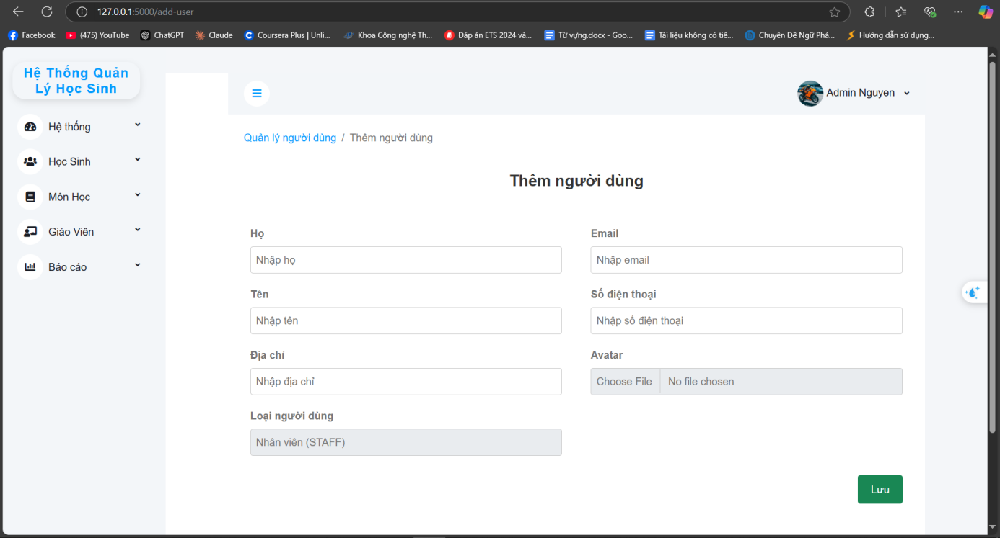 127.0.0.1:5000/add-user
Facebook
(475) YouTube
ChatGPT
Claude
Coursera Plus | Unli...
Khoa Công nghệ Th...
Đáp án ETS 2024 và...
Từ vựng.docx - Goo...
Tài liệu không có tiê...
Chuyên Đề Ngữ Phá...
Hướng dẫn sử dụng...
Hệ Thống Quản
Lý Học Sinh
Hệ thống
Học Sinh
Môn Học
Giáo Viên
Báo cáo
Admin Nguyen
Quản lý người dùng / Thêm người dùng
Thêm người dùng
Họ
Nhập họ
Email
Nhập email
Tên
Nhập tên
Số điện thoại
Nhập số điện thoại
Địa chỉ
Nhập địa chỉ
Avatar
Choose File No file chosen
Loại người dùng
Nhân viên (STAFF)
Lưu